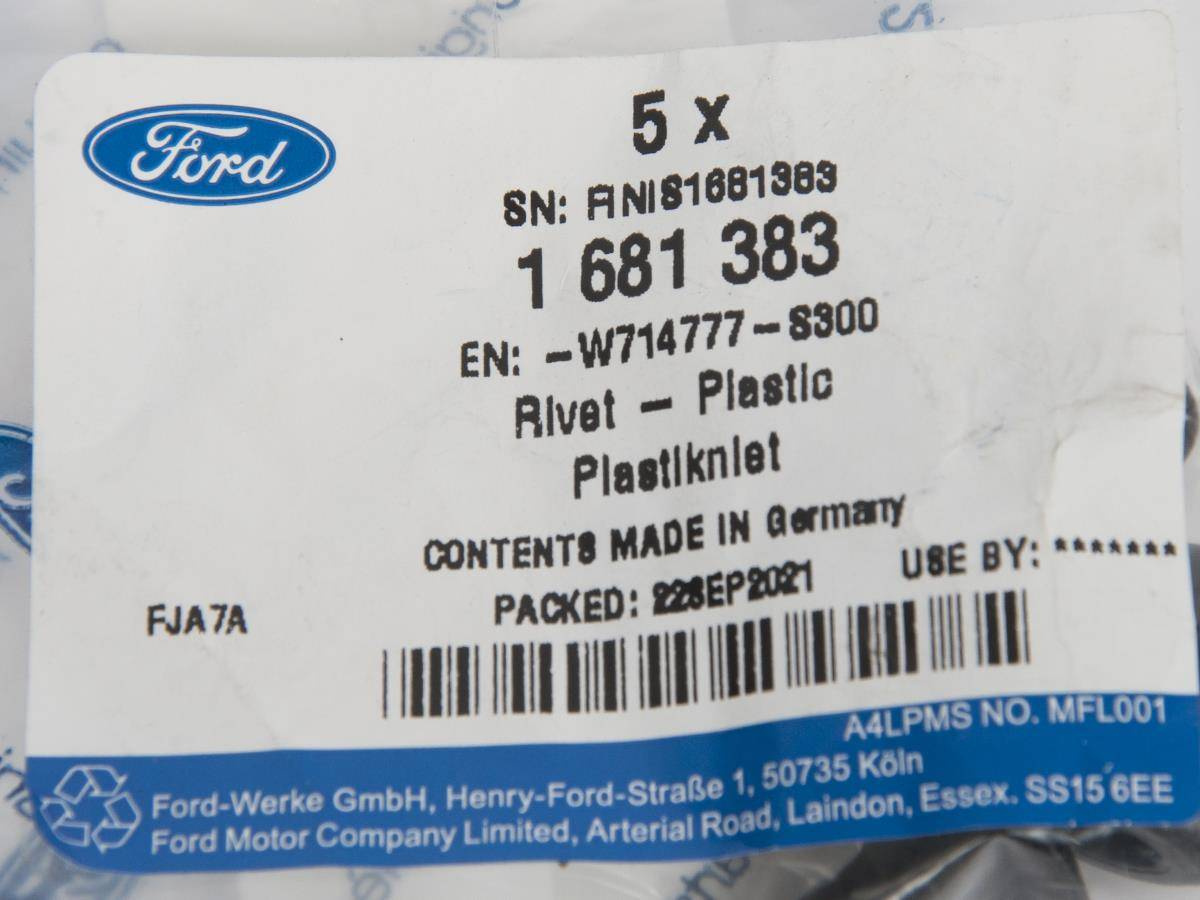 Ford
5 x
SN: FINIS1681383
1 681 383
EN: -W714777-S300
Rivet - Plastic
Plastikniet
CONTENTS MADE IN Germany
PACKED: 22SEP2021
USE BY: *******
FJA7A
A4LPMS NO. MFL001
Ford-Werke GmbH, Henry-Ford-Straße 1, 50735 Köln
Ford Motor Company Limited, Arterial Road, Laindon, Essex. SS15 6EE